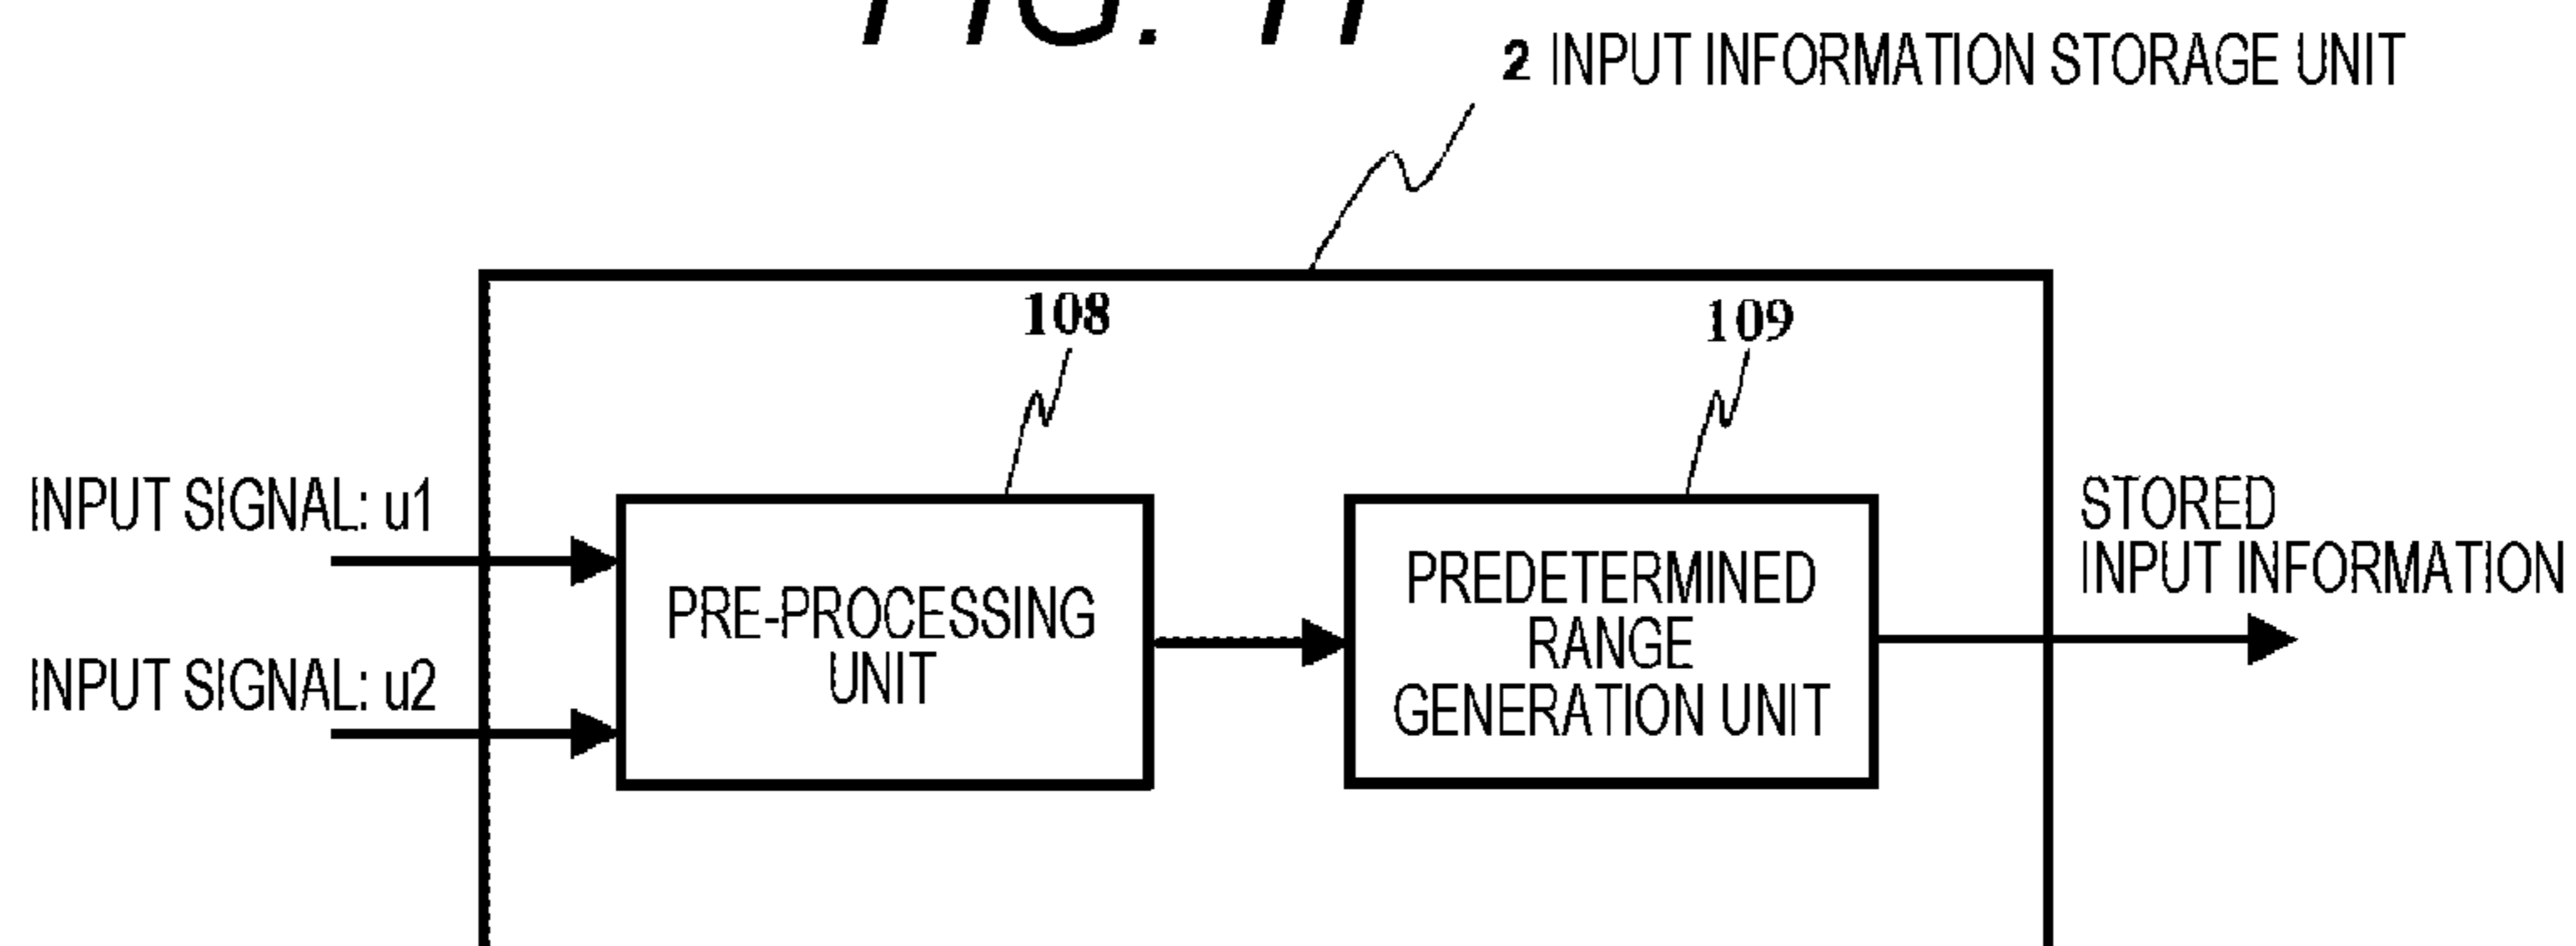 FIG.
2 INPUT INFORMATION STORAGE UNIT
108
109
INPUT SIGNAL: u1
INPUT SIGNAL: u2
PRE-PROCESSING
UNIT
PREDETERMINED
RANGE
GENERATION UNIT
STORED
INPUT INFORMATION